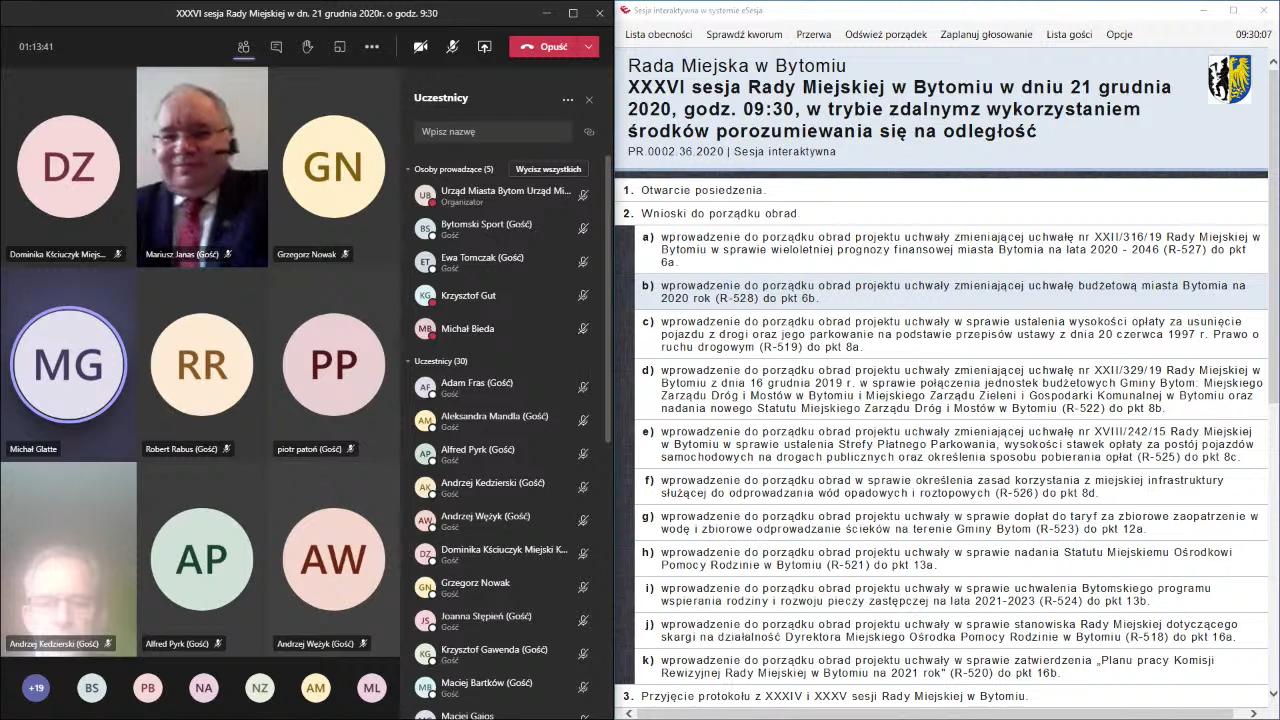 XXXVI sesja Rady Miejskiej w dn. 21 grudnia 2020r. o godz. 9:30
01:13:41
Opuść
DZ
GN
Dominika Kściuczyk Miejs...
Mariusz Janas (Gość)
Grzegorz Nowak
MG
RR
PP
Michał Glatte
Robert Rabus (Gość)
piotr patoń (Gość)
AP
AW
Andrzej Kedzierski (Gość)
Alfred Pyrk (Gość)
Andrzej Wężyk (Gość)
+19
BS
PB
NA
NZ
AM
ML
Uczestnicy
Wpisz nazwę
Osoby prowadzące (5)
Wycisz wszystkich
UB
Urząd Miasta Bytom Urząd Mi...
Organizator
BS
Bytomski Sport (Gość)
Gość
ET
Ewa Tomczak (Gość)
Gość
KG
Krzysztof Gut
MB
Michał Bieda
Uczestnicy (30)
AF
Adam Fras (Gość)
Gość
AM
Aleksandra Mandla (Gość)
Gość
AP
Alfred Pyrk (Gość)
Gość
AK
Andrzej Kedzierski (Gość)
Gość
AW
Andrzej Wężyk (Gość)
Gość
DZ
Dominika Kściuczyk Miejski K...
Gość
GN
Grzegorz Nowak
Gość
JS
Joanna Stępień (Gość)
Gość
KG
Krzysztof Gawenda (Gość)
Gość
MB
Maciej Bartków (Gość)
Gość
Maciej Gajos
Sesja interaktywna w systemie eSesja
Lista obecności
Sprawdź kworum
Przerwa
Odśwież porządek
Zaplanuj głosowanie
Lista gości
Opcje
09:30:07
Rada Miejska w Bytomiu
XXXVI sesja Rady Miejskiej w Bytomiu w dniu 21 grudnia
2020, godz. 09:30, w trybie zdalnymz wykorzystaniem
środków porozumiewania się na odległość
PR.0002.36.2020 | Sesja interaktywna
1. Otwarcie posiedzenia.
2. Wnioski do porządku obrad.
a) wprowadzenie do porządku obrad projektu uchwały zmieniającej uchwałę nr XXII/316/19 Rady Miejskiej w
Bytomiu w sprawie wieloletniej prognozy finansowej miasta Bytomia na lata 2020 - 2046 (R-527) do pkt
6a.
b) wprowadzenie do porządku obrad projektu uchwały zmieniającej uchwałę budżetową miasta Bytomia na
2020 rok (R-528) do pkt 6b.
c) wprowadzenie do porządku obrad projektu uchwały w sprawie ustalenia wysokości opłaty za usunięcie
pojazdu z drogi oraz jego parkowanie na podstawie przepisów ustawy z dnia 20 czerwca 1997 r. Prawo o
ruchu drogowym (R-519) do pkt 8a.
d) wprowadzenie do porządku obrad projektu uchwały zmieniającej uchwałę nr XXII/329/19 Rady Miejskiej w
Bytomiu z dnia 16 grudnia 2019 r. w sprawie połączenia jednostek budżetowych Gminy Bytom: Miejskiego
Zarządu Dróg i Mostów w Bytomiu i Miejskiego Zarządu Zieleni i Gospodarki Komunalnej w Bytomiu oraz
nadania nowego Statutu Miejskiego Zarządu Dróg i Mostów w Bytomiu (R-522) do pkt 8b.
e) wprowadzenie do porządku obrad projektu uchwały zmieniającej uchwałę nr XVIII/242/15 Rady Miejskiej
w Bytomiu w sprawie ustalenia Strefy Płatnego Parkowania, wysokości stawek opłaty za postój pojazdów
samochodowych na drogach publicznych oraz określenia sposobu pobierania opłat (R-525) do pkt 8c.
f) wprowadzenie do porządku obrad w sprawie określenia zasad korzystania z miejskiej infrastruktury
służącej do odprowadzania wód opadowych i roztopowych (R-526) do pkt 8d.
g) wprowadzenie do porządku obrad projektu uchwały w sprawie dopłat do taryf za zbiorowe zaopatrzenie w
wodę i zbiorowe odprowadzanie ścieków na terenie Gminy Bytom (R-523) do pkt 12a.
h) wprowadzenie do porządku obrad projektu uchwały w sprawie nadania Statutu Miejskiemu Ośrodkowi
Pomocy Rodzinie w Bytomiu (R-521) do pkt 13a.
i) wprowadzenie do porządku obrad projektu uchwały w sprawie uchwalenia Bytomskiego programu
wspierania rodziny i rozwoju pieczy zastępczej na lata 2021-2023 (R-524) do pkt 13b.
j) wprowadzenie do porządku obrad projektu uchwały w sprawie stanowiska Rady Miejskiej dotyczącego
skargi na działalność Dyrektora Miejskiego Ośrodka Pomocy Rodzinie w Bytomiu (R-518) do pkt 16a.
k) wprowadzenie do porządku obrad projektu uchwały w sprawie zatwierdzenia „Planu pracy Komisji
Rewizyjnej Rady Miejskiej w Bytomiu na 2021 rok" (R-520) do pkt 16b.
3. Przyjęcie protokołu z XXXIV i XXXV sesji Rady Miejskiej w Bytomiu.